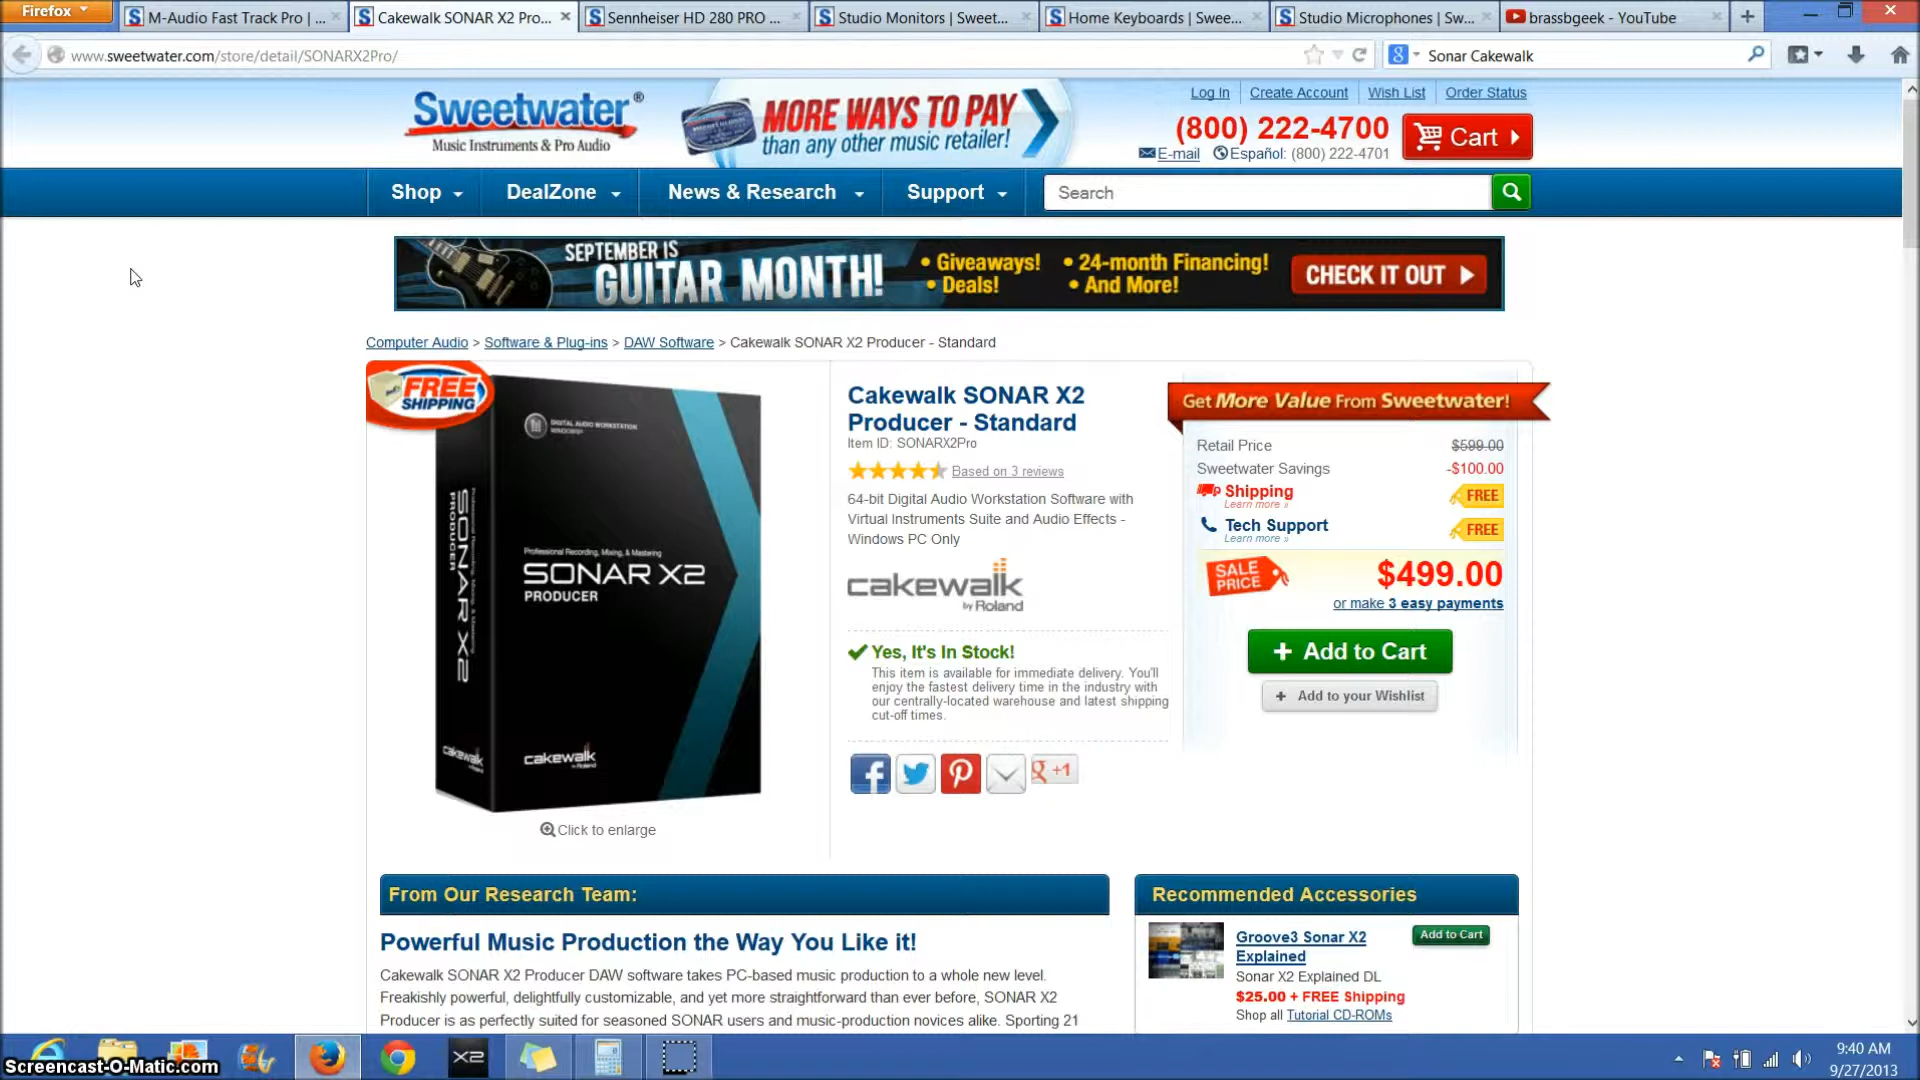 Firefox
M-Audio Fast Track Pro | ...
Cakewalk SONAR X2 Pro...
Sennheiser HD 280 PRO ...
Studio Monitors | Sweet...
Home Keyboards | Swee...
Studio Microphones | Sw...
brassbgeek - YouTube
www.sweetwater.com/store/detail/SONARX2Pro/
Sonar Cakewalk
Sweetwater®
Music Instruments & Pro Audio
MORE WAYS TO PAY
than any other music retailer!
Log In
Create Account
Wish List
Order Status
(800) 222-4700
E-mail
Español: (800) 222-4701
Cart
Shop
DealZone
News & Research
Support
Search
SEPTEMBER IS
GUITAR MONTH!
• Giveaways!
• Deals!
• 24-month Financing!
• And More!
CHECK IT OUT
Computer Audio > Software & Plug-ins > DAW Software > Cakewalk SONAR X2 Producer - Standard
FREE
SHIPPING
DIGITAL AUDIO WORKSTATION
WINDOWS
SONAR X2
PRODUCER
Professional Recording, Mixing, & Mastering
SONAR X2
PRODUCER
cakewalk
by Roland
cakewalk
by Roland
Click to enlarge
Cakewalk SONAR X2
Producer - Standard
Item ID: SONARX2Pro
Based on 3 reviews
64-bit Digital Audio Workstation Software with
Virtual Instruments Suite and Audio Effects -
Windows PC Only
cakewalk
by Roland
Yes, It's In Stock!
This item is available for immediate delivery. You'll
enjoy the fastest delivery time in the industry with
our centrally-located warehouse and latest shipping
cut-off times.
+1
Get More Value From Sweetwater!
Retail Price $599.00
Sweetwater Savings -$100.00
Shipping FREE
Learn more »
Tech Support FREE
Learn more »
SALE
PRICE
$499.00
or make 3 easy payments
+ Add to Cart
+ Add to your Wishlist
From Our Research Team:
Powerful Music Production the Way You Like it!
Cakewalk SONAR X2 Producer DAW software takes PC-based music production to a whole new level.
Freakishly powerful, delightfully customizable, and yet more straightforward than ever before, SONAR X2
Producer is as perfectly suited for seasoned SONAR users and music-production novices alike. Sporting 21
Recommended Accessories
Groove3 Sonar X2
Explained
Add to Cart
Sonar X2 Explained DL
$25.00 + FREE Shipping
Shop all Tutorial CD-ROMs
X2
Screencast-O-Matic.com
9:40 AM
9/27/2013